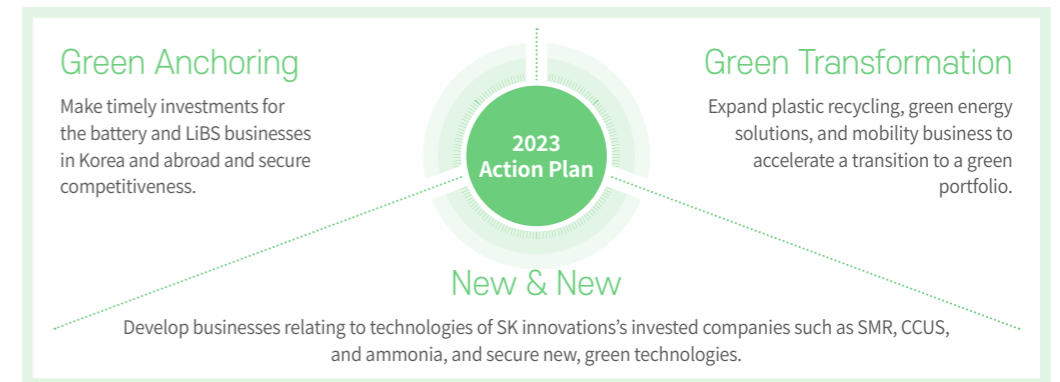 Green Anchoring
Make timely investments for
the battery and LiBS businesses
in Korea and abroad and secure
competitiveness.
2023
Action Plan
Green Transformation
Expand plastic recycling, green energy
solutions, and mobility business to
accelerate a transition to a green
portfolio.
New & New
Develop businesses relating to technologies of SK innovations's invested companies such as SMR, CCUS,
and ammonia, and secure new, green technologies.